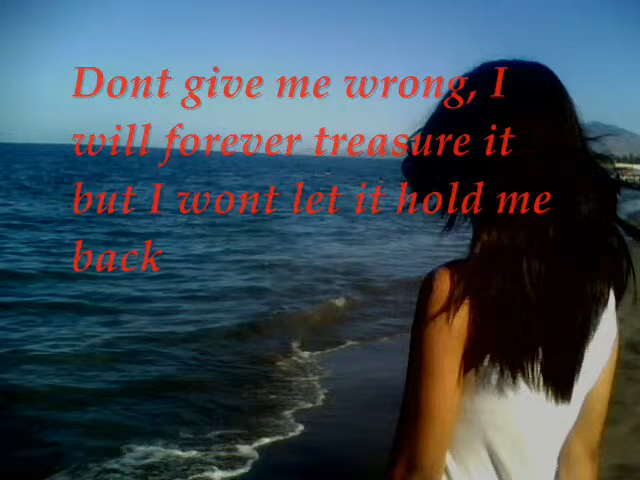 Dont give me wrong, I
will forever treasure it
but I wont let it hold me
back